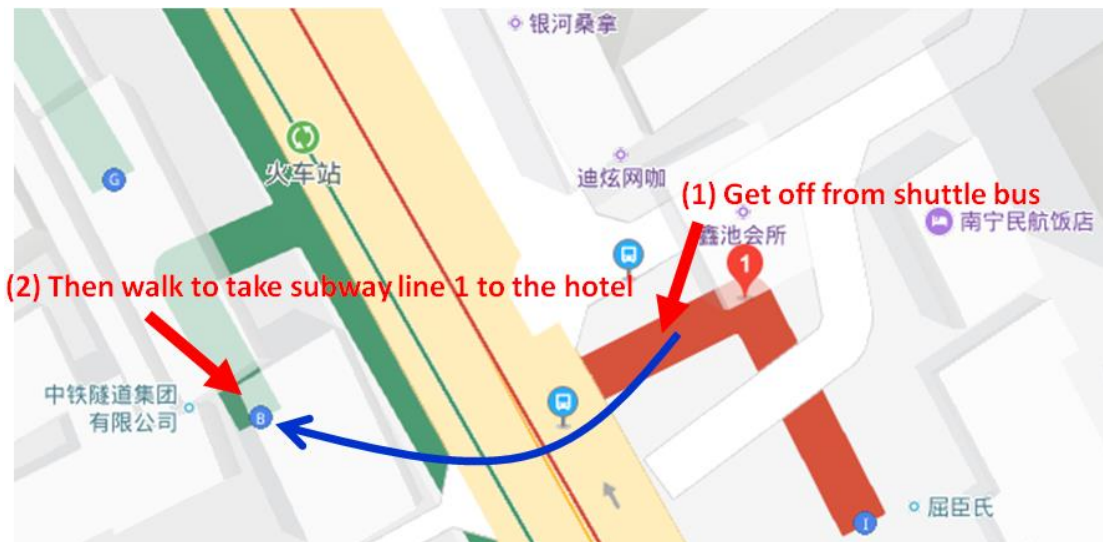 银河桑拿
火车站
迪炫网咖
(1) Get off from shuttle bus
鑫池会所
南宁民航饭店
1
G
(2) Then walk to take subway line 1 to the hotel
中铁隧道集团
有限公司
B
屈臣氏
I